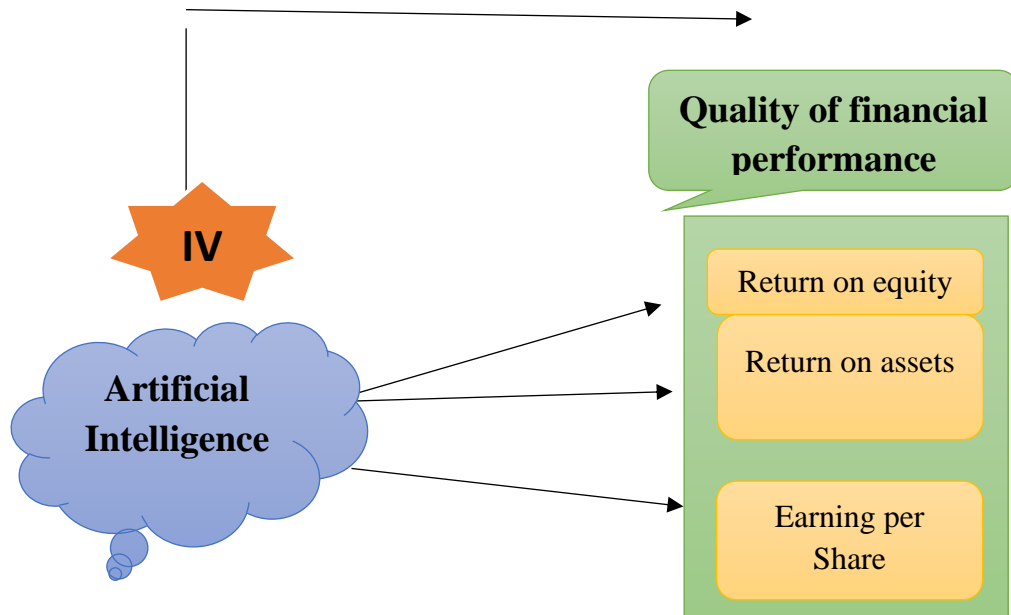 Quality of financial
performance
IV
Return on equity
Return on assets
Artificial
Intelligence
Earning per
Share